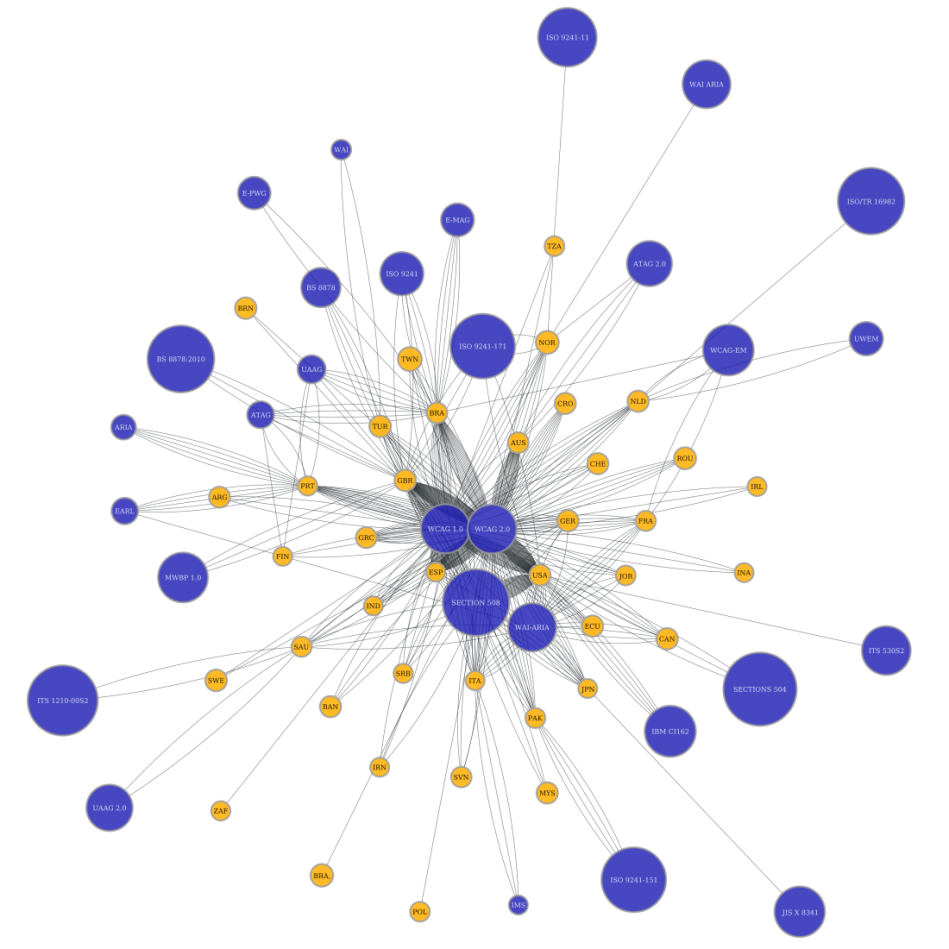 ISO 9241-11
WAI ARIA
WAI
E-PWG
ISO/TR 16982
E-MAG
TZA
ATAG 2.0
ISO 9241
BS 8878
BRN
UWEM
NOR
ISO 9241-171
WCAG-EM
BS 8878:2010
TWN
UAAG
NLD
CRO
BRA
ATAG
TUR
ARIA
AUS
ROU
CHE
GBR
PRT
IRL
ARG
EARL
GER
FRA
WCAG 1.0
WCAG 2.0
GRC
FIN
ESP
INA
USA
JOR
MWBP 1.0
SECTION 508
IND
ECU
WAI-ARIA
CAN
SAU
ITS 530S2
SRB
SWE
ITA
JPN
SECTIONS 504
ITS 1210-00S2
BAN
PAK
IBM CI162
IRN
SVN
MYS
UAAG 2.0
ZAF
BRA.
ISO 9241-151
IMS
POL
JIS X 8341